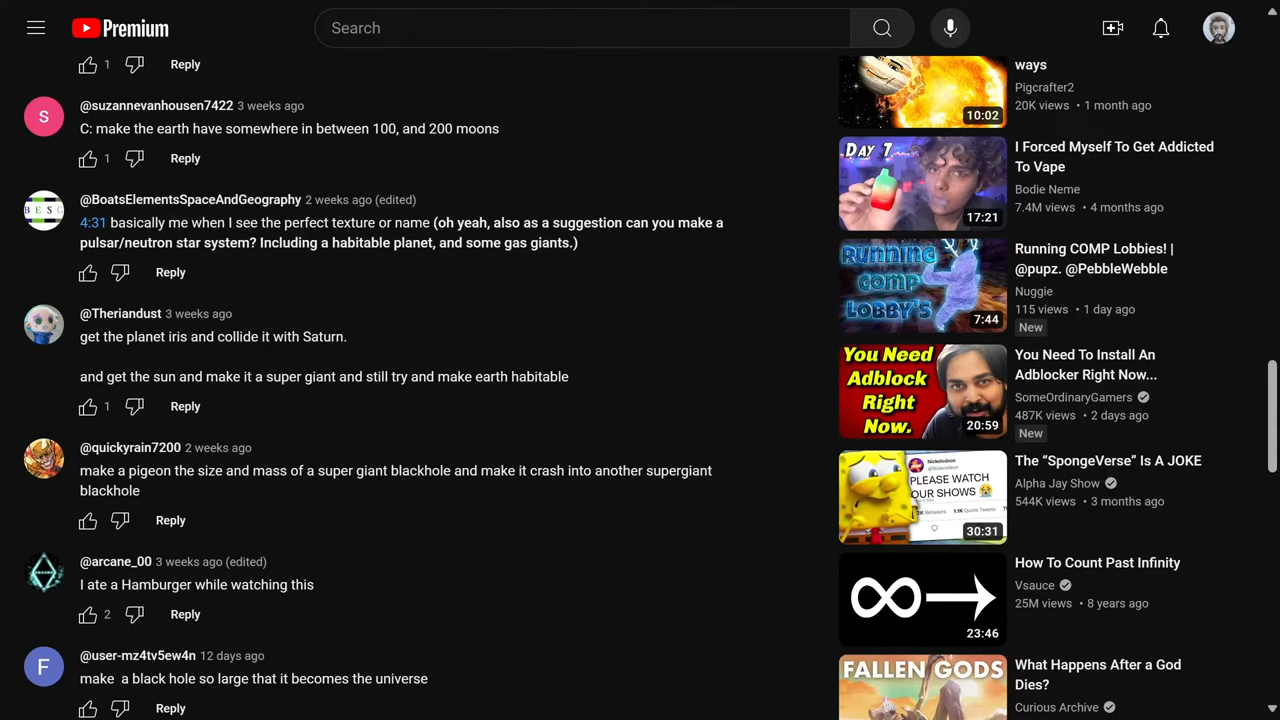 Premium
Search
1 Reply
@suzannevanhousen7422 3 weeks ago
C: make the earth have somewhere in between 100, and 200 moons
1 Reply
@BoatsElementsSpaceAndGeography 2 weeks ago (edited)
4:31 basically me when I see the perfect texture or name (oh yeah, also as a suggestion can you make a
pulsar/neutron star system? Including a habitable planet, and some gas giants.)
Reply
@Theriandust 3 weeks ago
get the planet iris and collide it with Saturn.
and get the sun and make it a super giant and still try and make earth habitable
1 Reply
@quickyrain7200 2 weeks ago
make a pigeon the size and mass of a super giant blackhole and make it crash into another supergiant
blackhole
Reply
@arcane_00 3 weeks ago (edited)
I ate a Hamburger while watching this
2 Reply
@user-mz4tv5ew4n 12 days ago
make a black hole so large that it becomes the universe
Reply
S
B E S G
F
ways
Pigcrafter2
20K views • 1 month ago
10:02
DAY 7
17:21
I Forced Myself To Get Addicted
To Vape
Bodie Neme
7.4M views • 4 months ago
RUNNING
COMP
LOBBY'S
7:44
Running COMP Lobbies! |
@pupz. @PebbleWebble
Nuggie
115 views • 1 day ago
New
You Need
Adblock
Right
Now.
20:59
You Need To Install An
Adblocker Right Now...
SomeOrdinaryGamers
487K views • 2 days ago
New
Nickelodeon
PLEASE WATCH
OUR SHOWS
30:31
The “SpongeVerse” Is A JOKE
Alpha Jay Show
544K views • 3 months ago
23:46
How To Count Past Infinity
Vsauce
25M views • 8 years ago
FALLEN GODS
What Happens After a God
Dies?
Curious Archive